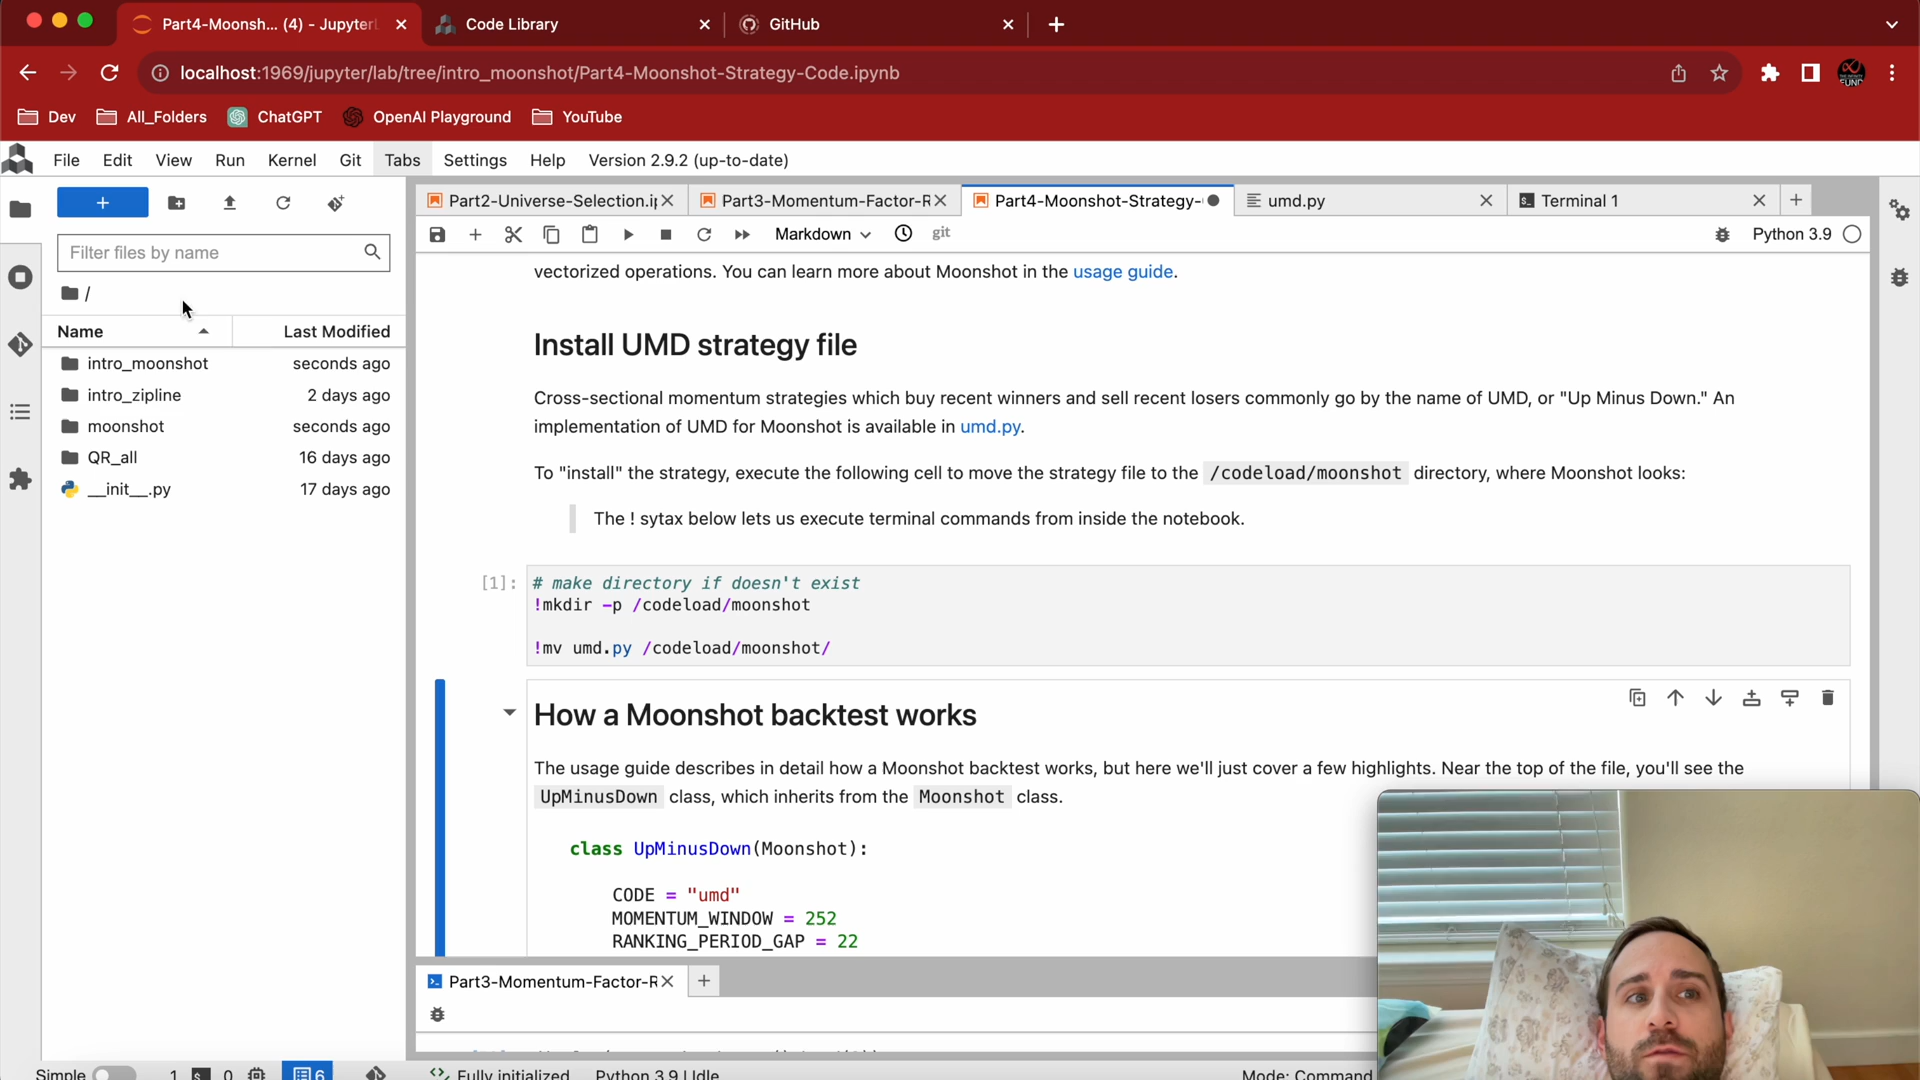 Part4-Moonsh... (4) - Jupyter
Code Library
GitHub
localhost:1969/jupyter/lab/tree/intro_moonshot/Part4-Moonshot-Strategy-Code.ipynb
Dev
All_Folders
ChatGPT
OpenAI Playground
YouTube
File Edit View Run Kernel Git Tabs Settings Help Version 2.9.2 (up-to-date)
Part2-Universe-Selection.i
Part3-Momentum-Factor-R
Part4-Moonshot-Strategy-
umd.py
Terminal 1
Filter files by name
Markdown
git
Python 3.9
/
Name Last Modified
intro_moonshot seconds ago
intro_zipline 2 days ago
moonshot seconds ago
QR_all 16 days ago
__init__.py 17 days ago
vectorized operations. You can learn more about Moonshot in the usage guide.
Install UMD strategy file
Cross-sectional momentum strategies which buy recent winners and sell recent losers commonly go by the name of UMD, or "Up Minus Down." An
implementation of UMD for Moonshot is available in umd.py.
To "install" the strategy, execute the following cell to move the strategy file to the /codeload/moonshot directory, where Moonshot looks:
The ! sytax below lets us execute terminal commands from inside the notebook.
[1]: # make directory if doesn't exist
!mkdir -p /codeload/moonshot
!mv umd.py /codeload/moonshot/
How a Moonshot backtest works
The usage guide describes in detail how a Moonshot backtest works, but here we'll just cover a few highlights. Near the top of the file, you'll see the
UpMinusDown class, which inherits from the Moonshot class.
class UpMinusDown(Moonshot):
CODE = "umd"
MOMENTUM_WINDOW = 252
RANKING_PERIOD_GAP = 22
Part3-Momentum-Factor-R
Simple 1 0 6 Fully initialized Python 3.9 | Idle Mode: Command